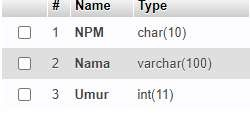 # Name Type
1 NPM char(10)
2 Nama varchar(100)
3 Umur int(11)